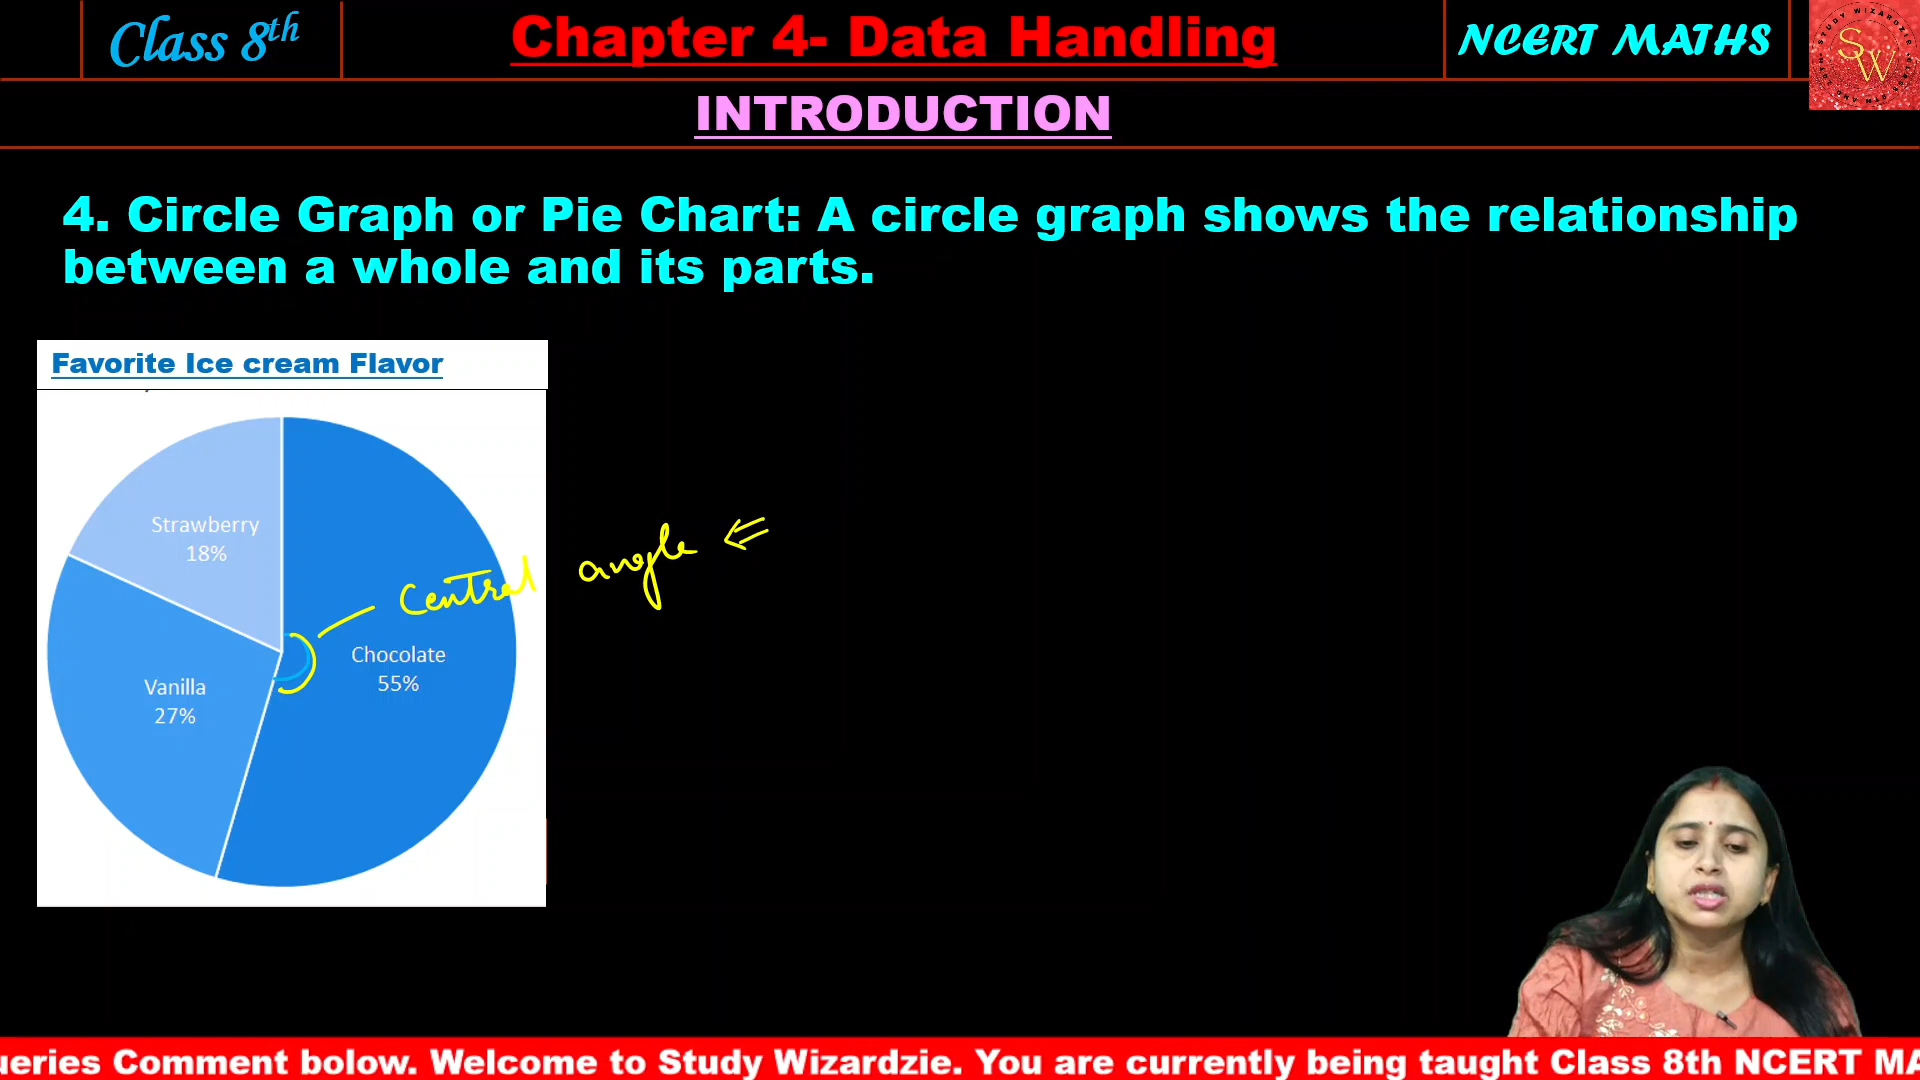 Class 8th
Chapter 4- Data Handling
NCERT MATHS
SW
INTRODUCTION
4. Circle Graph or Pie Chart: A circle graph shows the relationship
between a whole and its parts.
Favorite Ice cream Flavor
Strawberry
18%
Central angle ⇐
Chocolate
55%
Vanilla
27%
ueries Comment bolow. Welcome to Study Wizardzie. You are currently being taught Class 8th NCERT MA